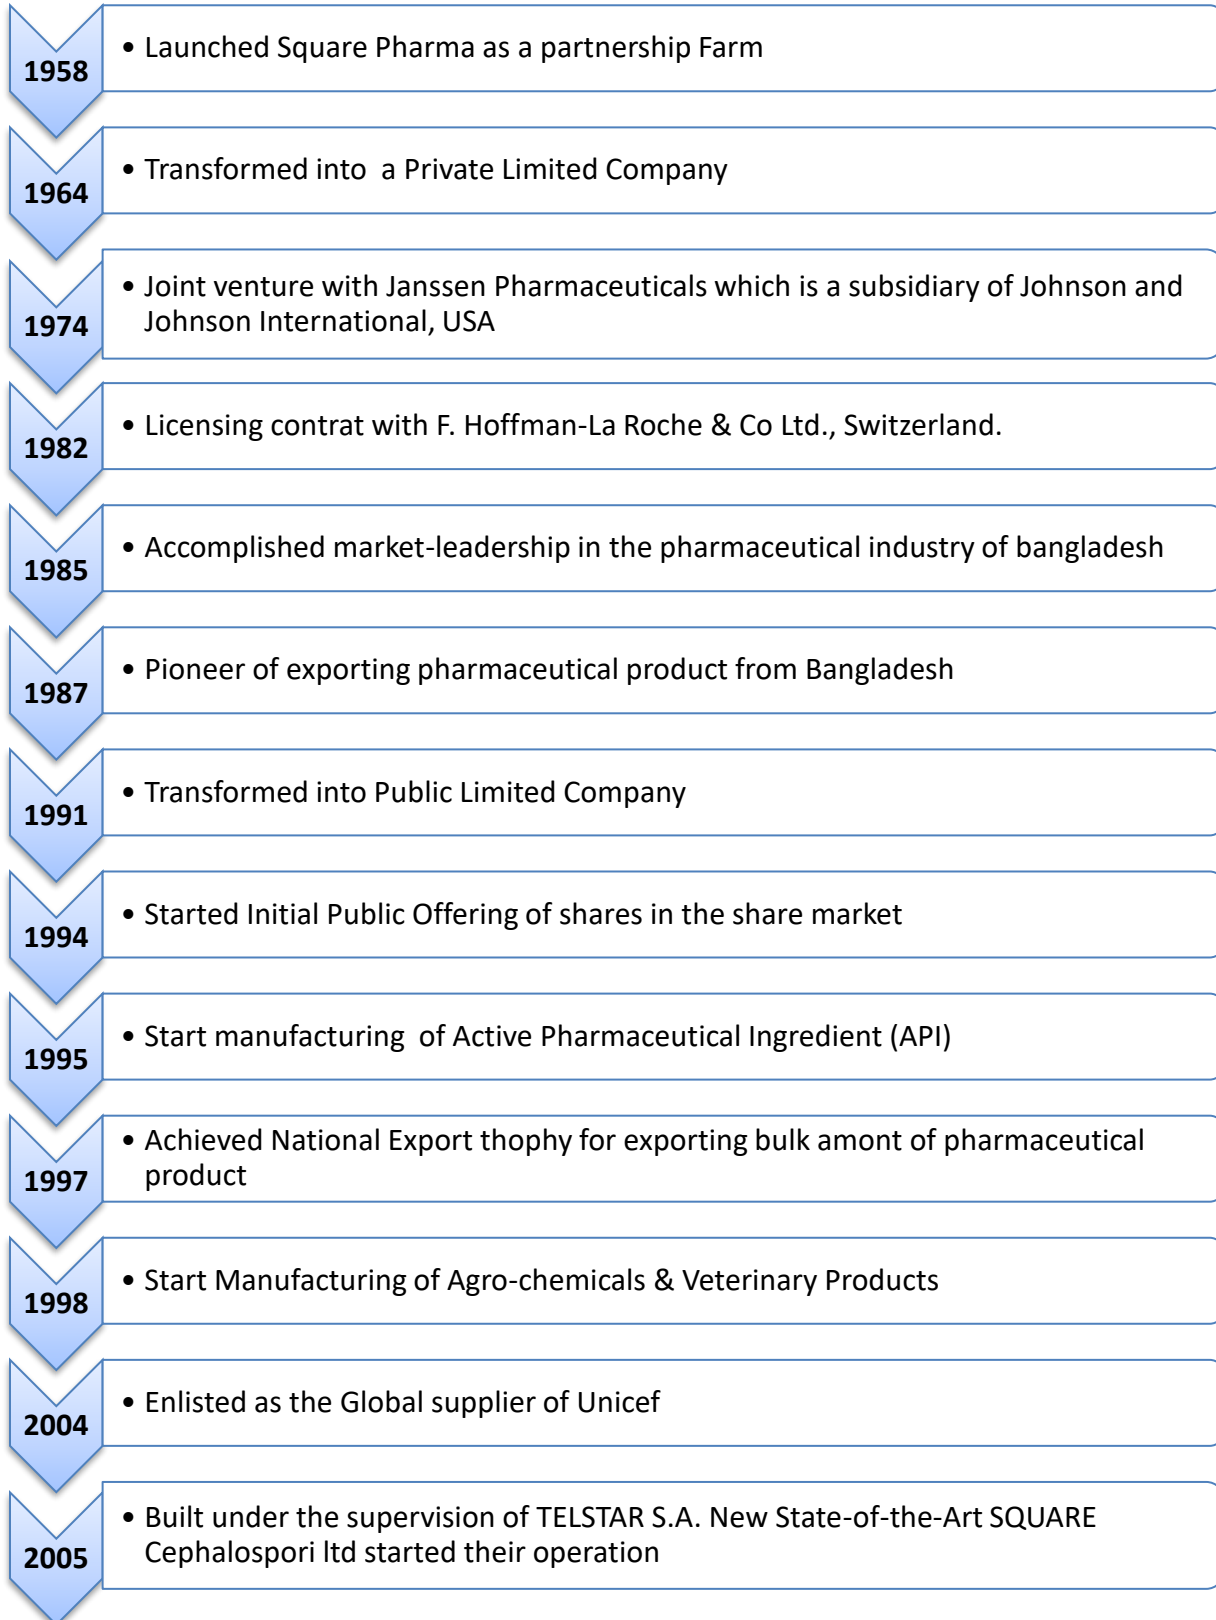 1958
• Launched Square Pharma as a partnership Farm
1964
• Transformed into  a Private Limited Company
1974
• Joint venture with Janssen Pharmaceuticals which is a subsidiary of Johnson and
Johnson International, USA
1982
• Licensing contrat with F. Hoffman-La Roche & Co Ltd., Switzerland.
1985
• Accomplished market-leadership in the pharmaceutical industry of bangladesh
1987
• Pioneer of exporting pharmaceutical product from Bangladesh
1991
• Transformed into Public Limited Company
1994
• Started Initial Public Offering of shares in the share market
1995
• Start manufacturing  of Active Pharmaceutical Ingredient (API)
1997
• Achieved National Export thophy for exporting bulk amont of pharmaceutical
product
1998
• Start Manufacturing of Agro-chemicals & Veterinary Products
2004
• Enlisted as the Global supplier of Unicef
2005
• Built under the supervision of TELSTAR S.A. New State-of-the-Art SQUARE
Cephalospori ltd started their operation